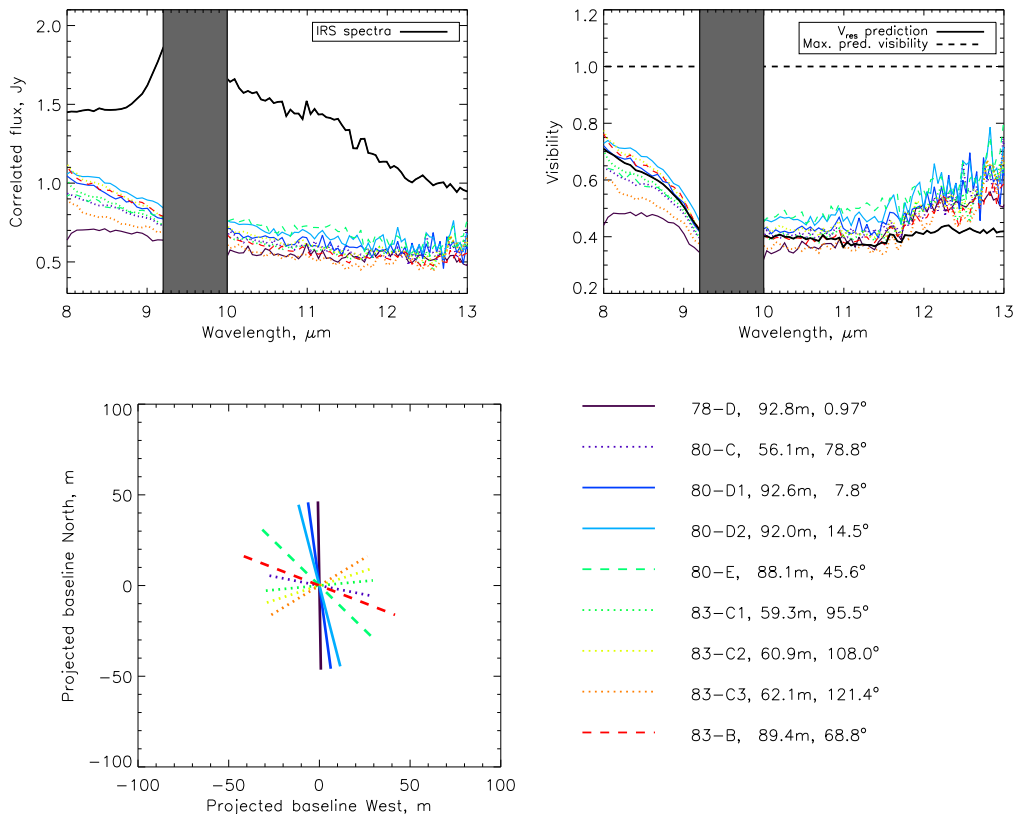 IRS spectra
Correlated flux, Jy
2.0
1.5
1.0
0.5
8 9 10 11 12 13
Wavelength, μm
V_res prediction
Max. pred. visibility
Visibility
1.0
0.8
0.6
0.4
0.2
8 9 10 11 12 13
Wavelength, μm
Projected baseline North, m
100
50
0
−50
−100
−100 −50 0 50 100
Projected baseline West, m
78−D, 92.8m, 0.97°
80−C, 56.1m, 78.8°
80−D1, 92.6m, 7.8°
80−D2, 92.0m, 14.5°
80−E, 88.1m, 45.6°
83−C1, 59.3m, 95.5°
83−C2, 60.9m, 108.0°
83−C3, 62.1m, 121.4°
83−B, 89.4m, 68.8°